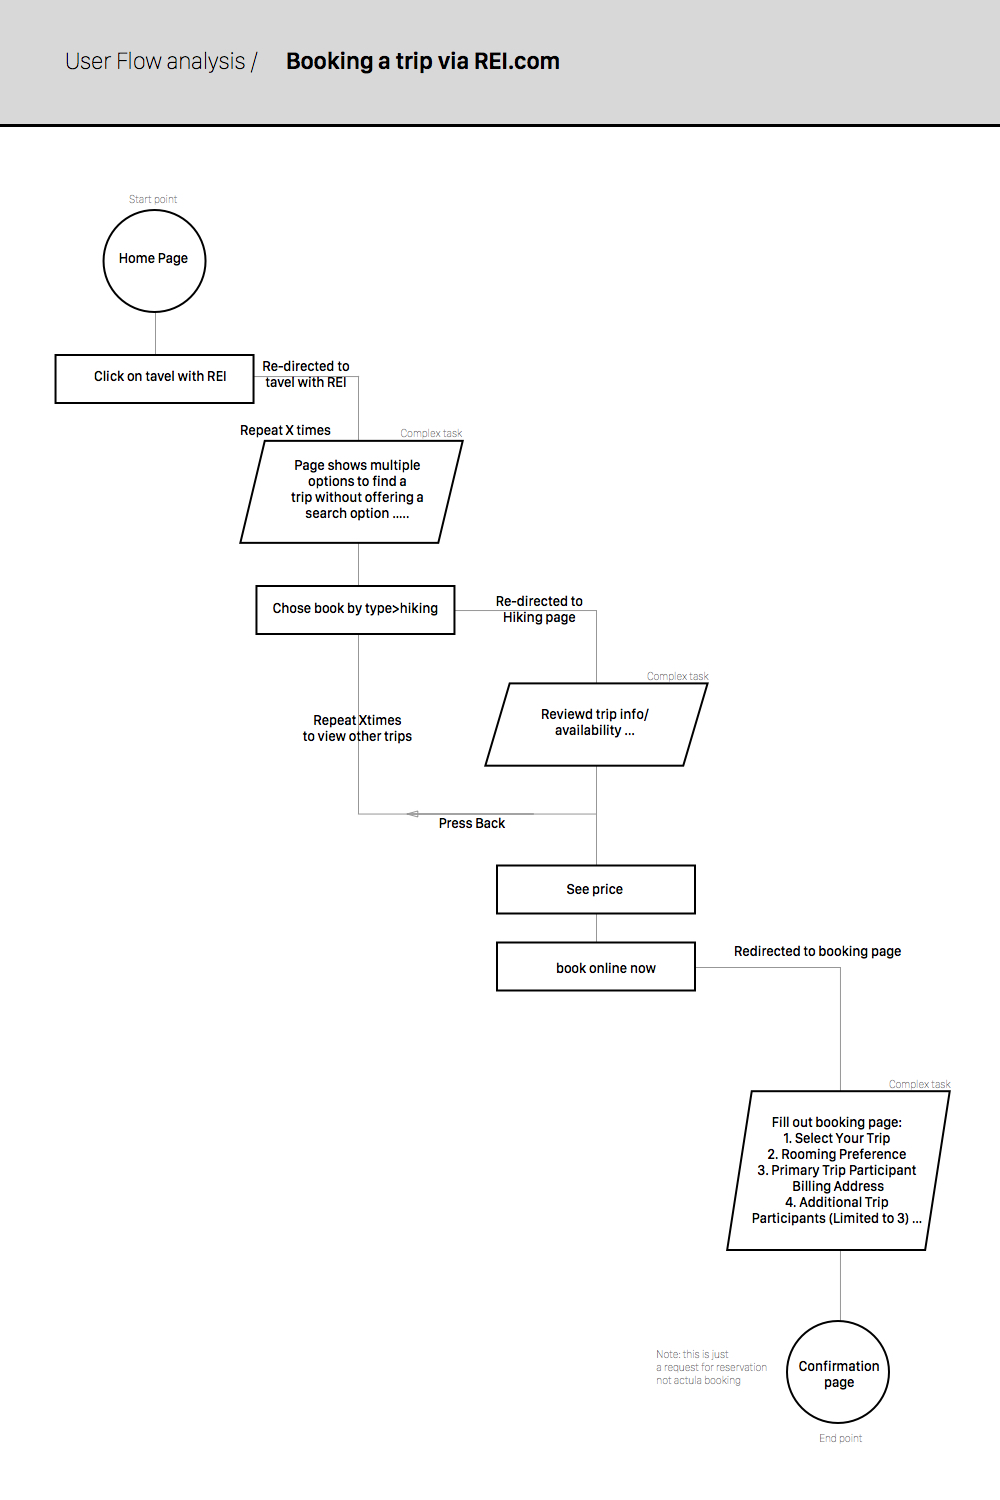 User Flow analysis / Booking a trip via REI.com
Start point
Home Page
Click on tavel with REI
Re-directed to
tavel with REI
Repeat X times
Complex task
Page shows multiple
options to find a
trip without offering a
search option .....
Chose book by type>hiking
Re-directed to
Hiking page
Complex task
Reviewd trip info/
availability ...
Repeat Xtimes
to view other trips
Press Back
See price
book online now
Redirected to booking page
Complex task
Fill out booking page:
1. Select Your Trip
2. Rooming Preference
3. Primary Trip Participant
Billing Address
4. Additional Trip
Participants (Limited to 3) ...
Note: this is just
a request for reservation
not actula booking
Confirmation
page
End point